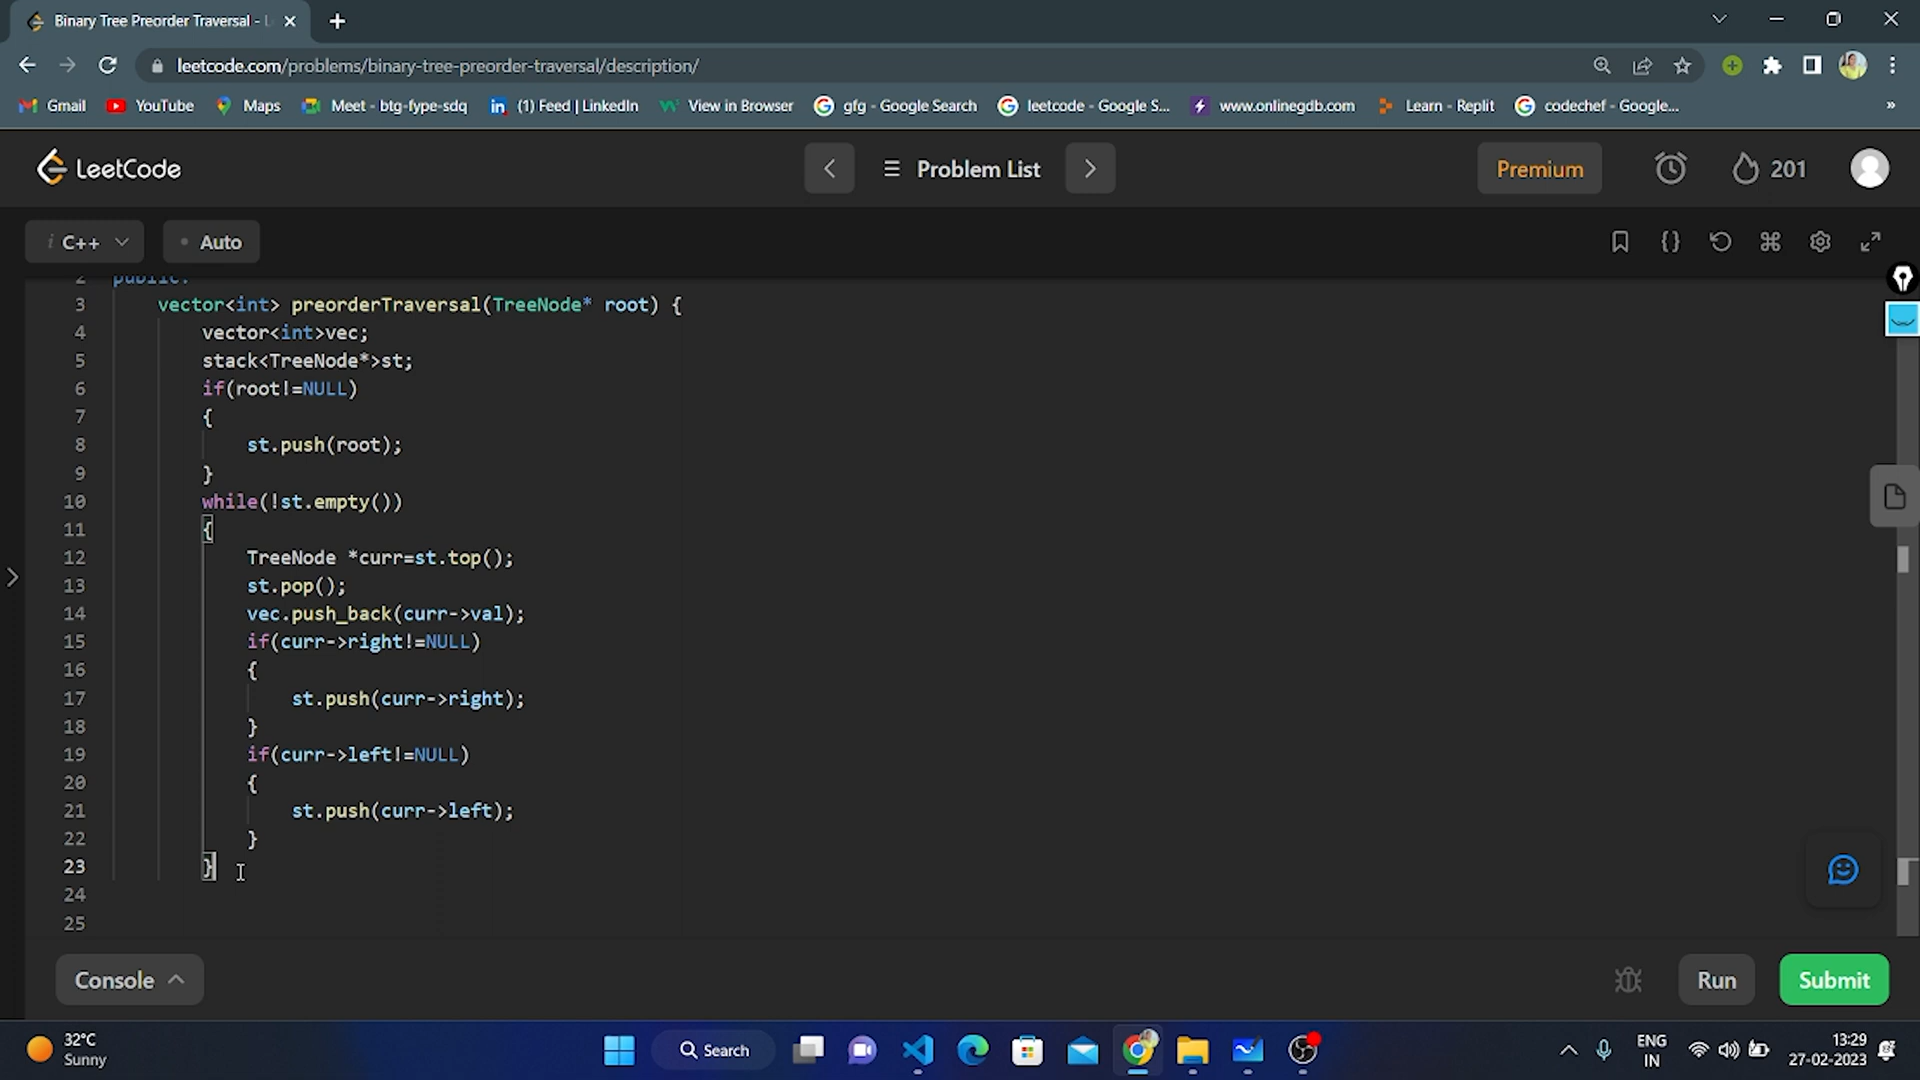 Binary Tree Preorder Traversal - L
leetcode.com/problems/binary-tree-preorder-traversal/description/
Gmail YouTube Maps Meet - btg-fype-sdq (1) Feed | LinkedIn View in Browser gfg - Google Search leetcode - Google S... www.onlinegdb.com Learn - Replit codechef - Google... »
LeetCode Problem List Premium 201
i C++ Auto
2 public:
3 vector<int> preorderTraversal(TreeNode* root) {
4 vector<int>vec;
5 stack<TreeNode*>st;
6 if(root!=NULL)
7 {
8 st.push(root);
9 }
10 while(!st.empty())
11 {
12 TreeNode *curr=st.top();
13 st.pop();
14 vec.push_back(curr->val);
15 if(curr->right!=NULL)
16 {
17 st.push(curr->right);
18 }
19 if(curr->left!=NULL)
20 {
21 st.push(curr->left);
22 }
23 }
24
25
Console Run Submit
32°C
Sunny
Search
ENG
IN
13:29
27-02-2023